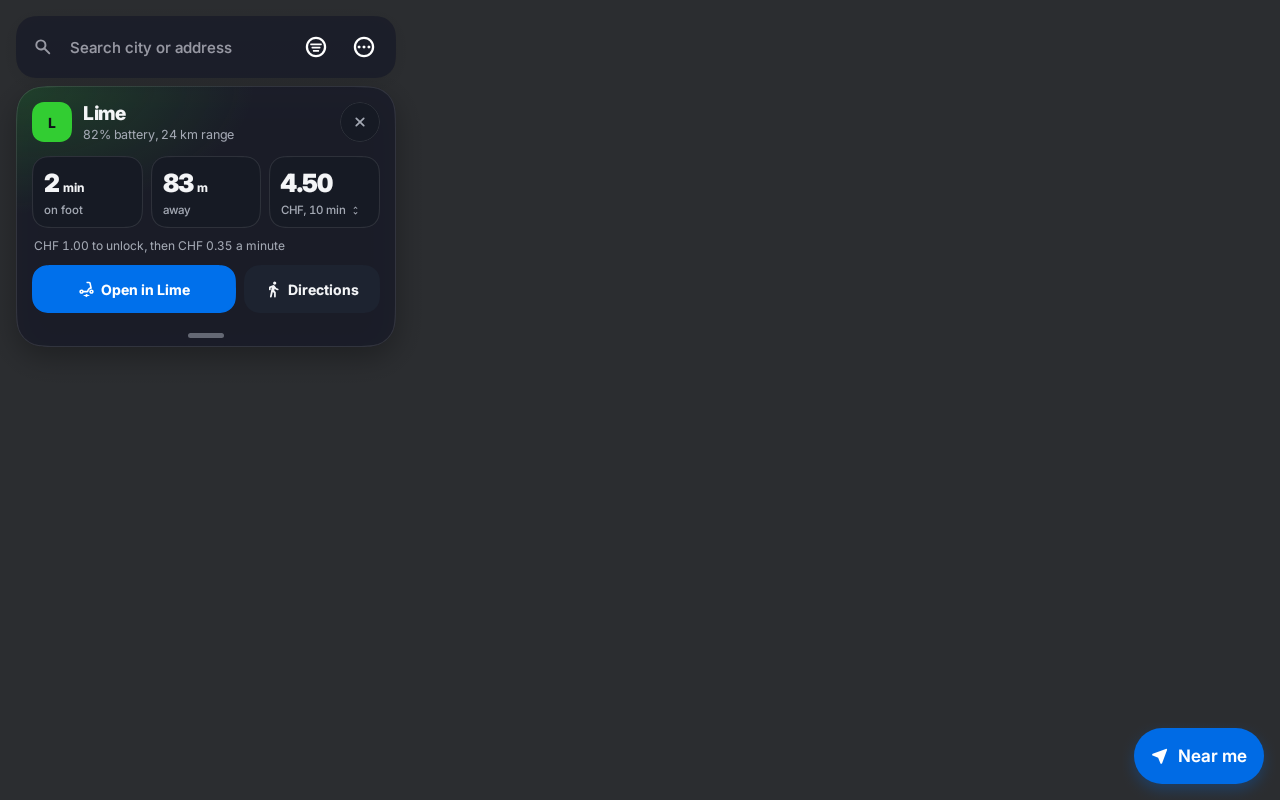 Search city or address
L
Lime
82% battery, 24 km range
2 min
on foot
83 m
away
4.50
CHF, 10 min
CHF 1.00 to unlock, then CHF 0.35 a minute
Open in Lime
Directions
Near me